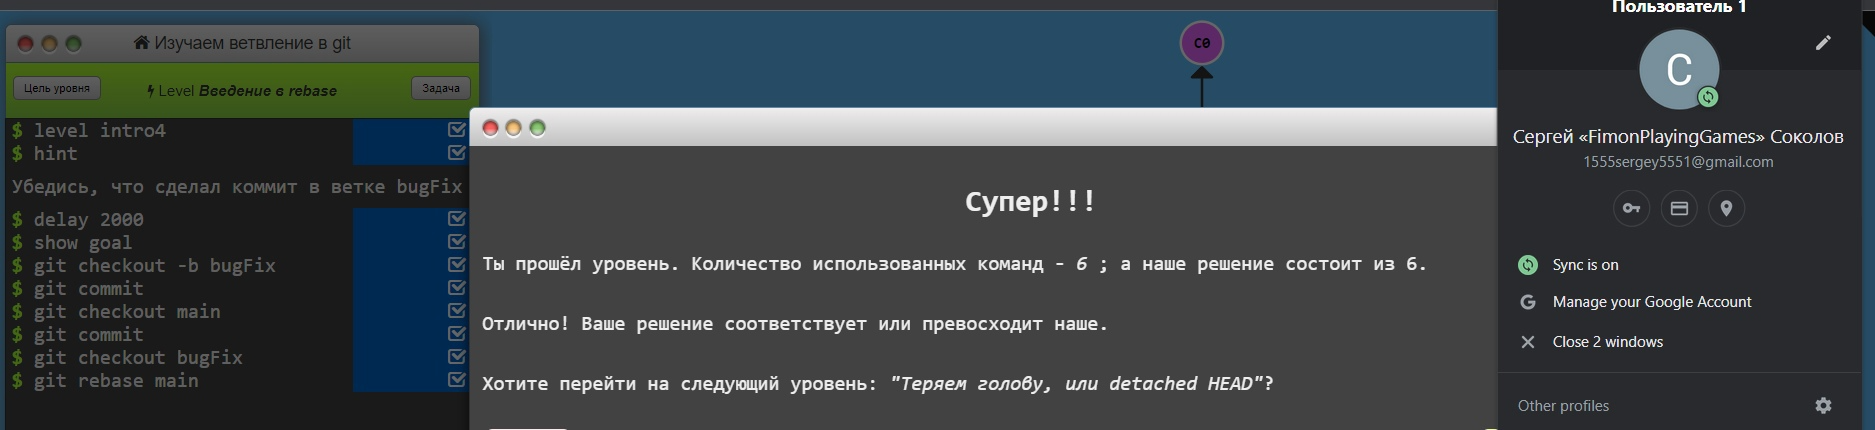 Изучаем ветвление в git
Цель уровня
Level Введение в rebase
Задача
$ level intro4
$ hint
Убедись, что сделал коммит в ветке bugFix
$ delay 2000
$ show goal
$ git checkout -b bugFix
$ git commit
$ git checkout main
$ git commit
$ git checkout bugFix
$ git rebase main
C0
Супер!!!
Ты прошёл уровень. Количество использованных команд - 6 ; а наше решение состоит из 6.
Отлично! Ваше решение соответствует или превосходит наше.
Хотите перейти на следующий уровень: "Теряем голову, или detached HEAD"?
Пользователь 1
C
Сергей «FimonPlayingGames» Соколов
1555sergey5551@gmail.com
Sync is on
G
Manage your Google Account
Close 2 windows
Other profiles